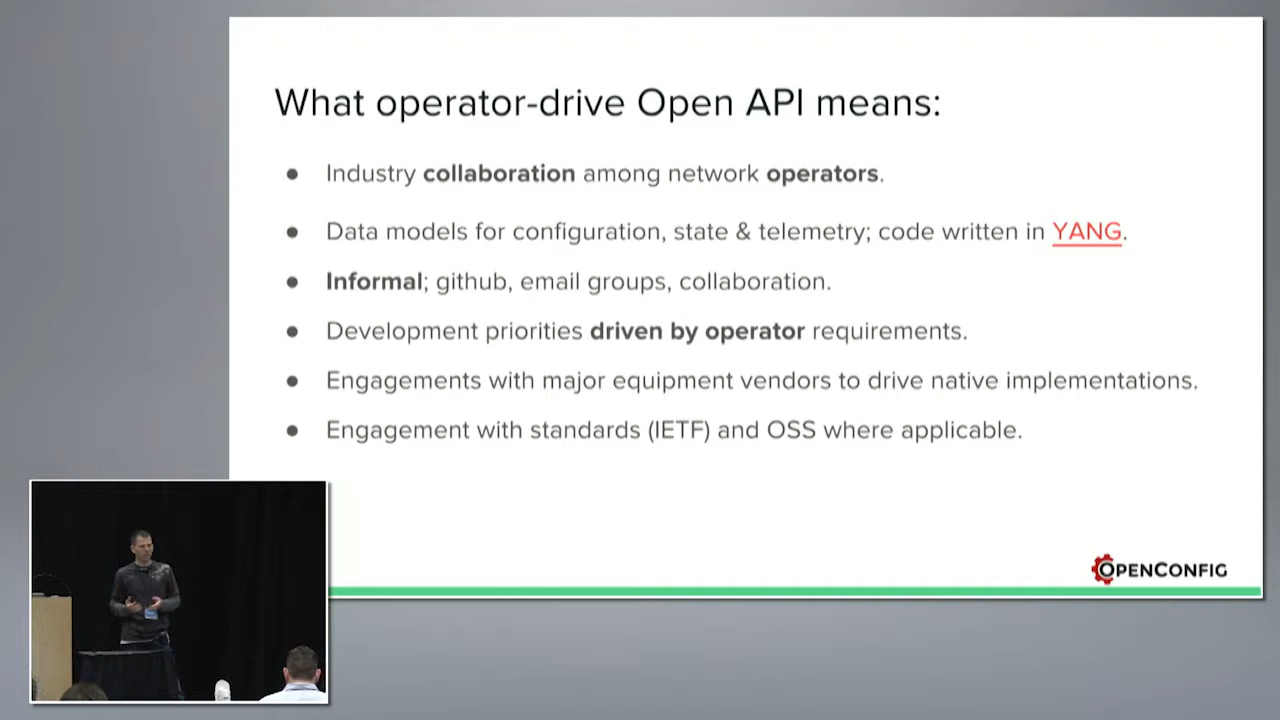 What operator-drive Open API means:
● Industry collaboration among network operators.
● Data models for configuration, state & telemetry; code written in YANG.
● Informal; github, email groups, collaboration.
● Development priorities driven by operator requirements.
● Engagements with major equipment vendors to drive native implementations.
● Engagement with standards (IETF) and OSS where applicable.
OPENCONFIG